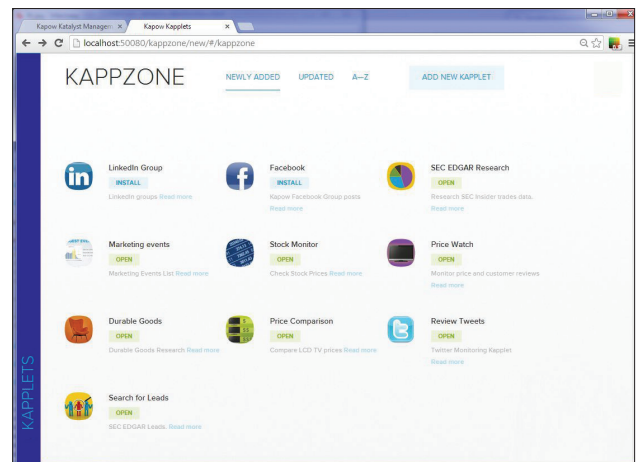 Kapow Katalyst Managem
Kapow Kapplets
localhost:50080/kappzone/new/#/kappzone
KAPPZONE
NEWLY ADDED
UPDATED
A—Z
ADD NEW KAPPLET
LinkedIn Group
INSTALL
LinkedIn groups Read more
Facebook
INSTALL
Kapow Facebook Group posts
Read more
SEC EDGAR Research
OPEN
Research SEC Insider trades data.
Read more
Marketing events
OPEN
Marketing Events List Read more
Stock Monitor
OPEN
Check Stock Prices Read more
Price Watch
OPEN
Monitor price and customer reviews
Read more
Durable Goods
OPEN
Durable Goods Research Read more
Price Comparison
OPEN
Compare LCD TV prices Read more
Review Tweets
OPEN
Twitter Monitoring Kapplet
Read more
Search for Leads
OPEN
SEC EDGAR Leads. Read more
KAPPLETS